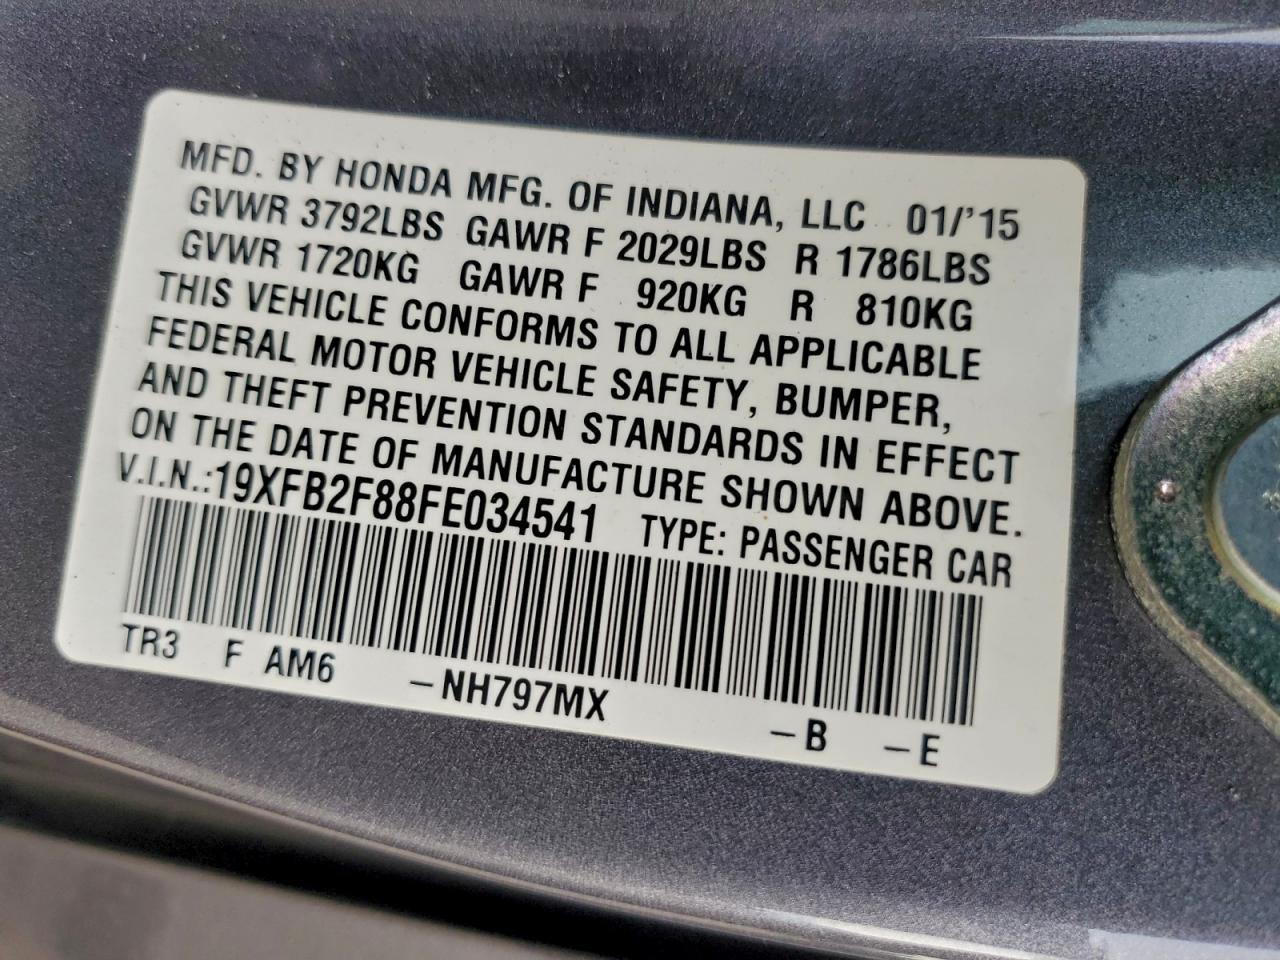 MFD. BY HONDA MFG. OF INDIANA, LLC 01/'15
GVWR 3792LBS GAWR F 2029LBS R 1786LBS
GVWR 1720KG GAWR F 920KG R 810KG
THIS VEHICLE CONFORMS TO ALL APPLICABLE
FEDERAL MOTOR VEHICLE SAFETY, BUMPER,
AND THEFT PREVENTION STANDARDS IN EFFECT
ON THE DATE OF MANUFACTURE SHOWN ABOVE.
V.I.N.:19XFB2F88FE034541 TYPE: PASSENGER CAR
TR3 F AM6 –NH797MX –B –E